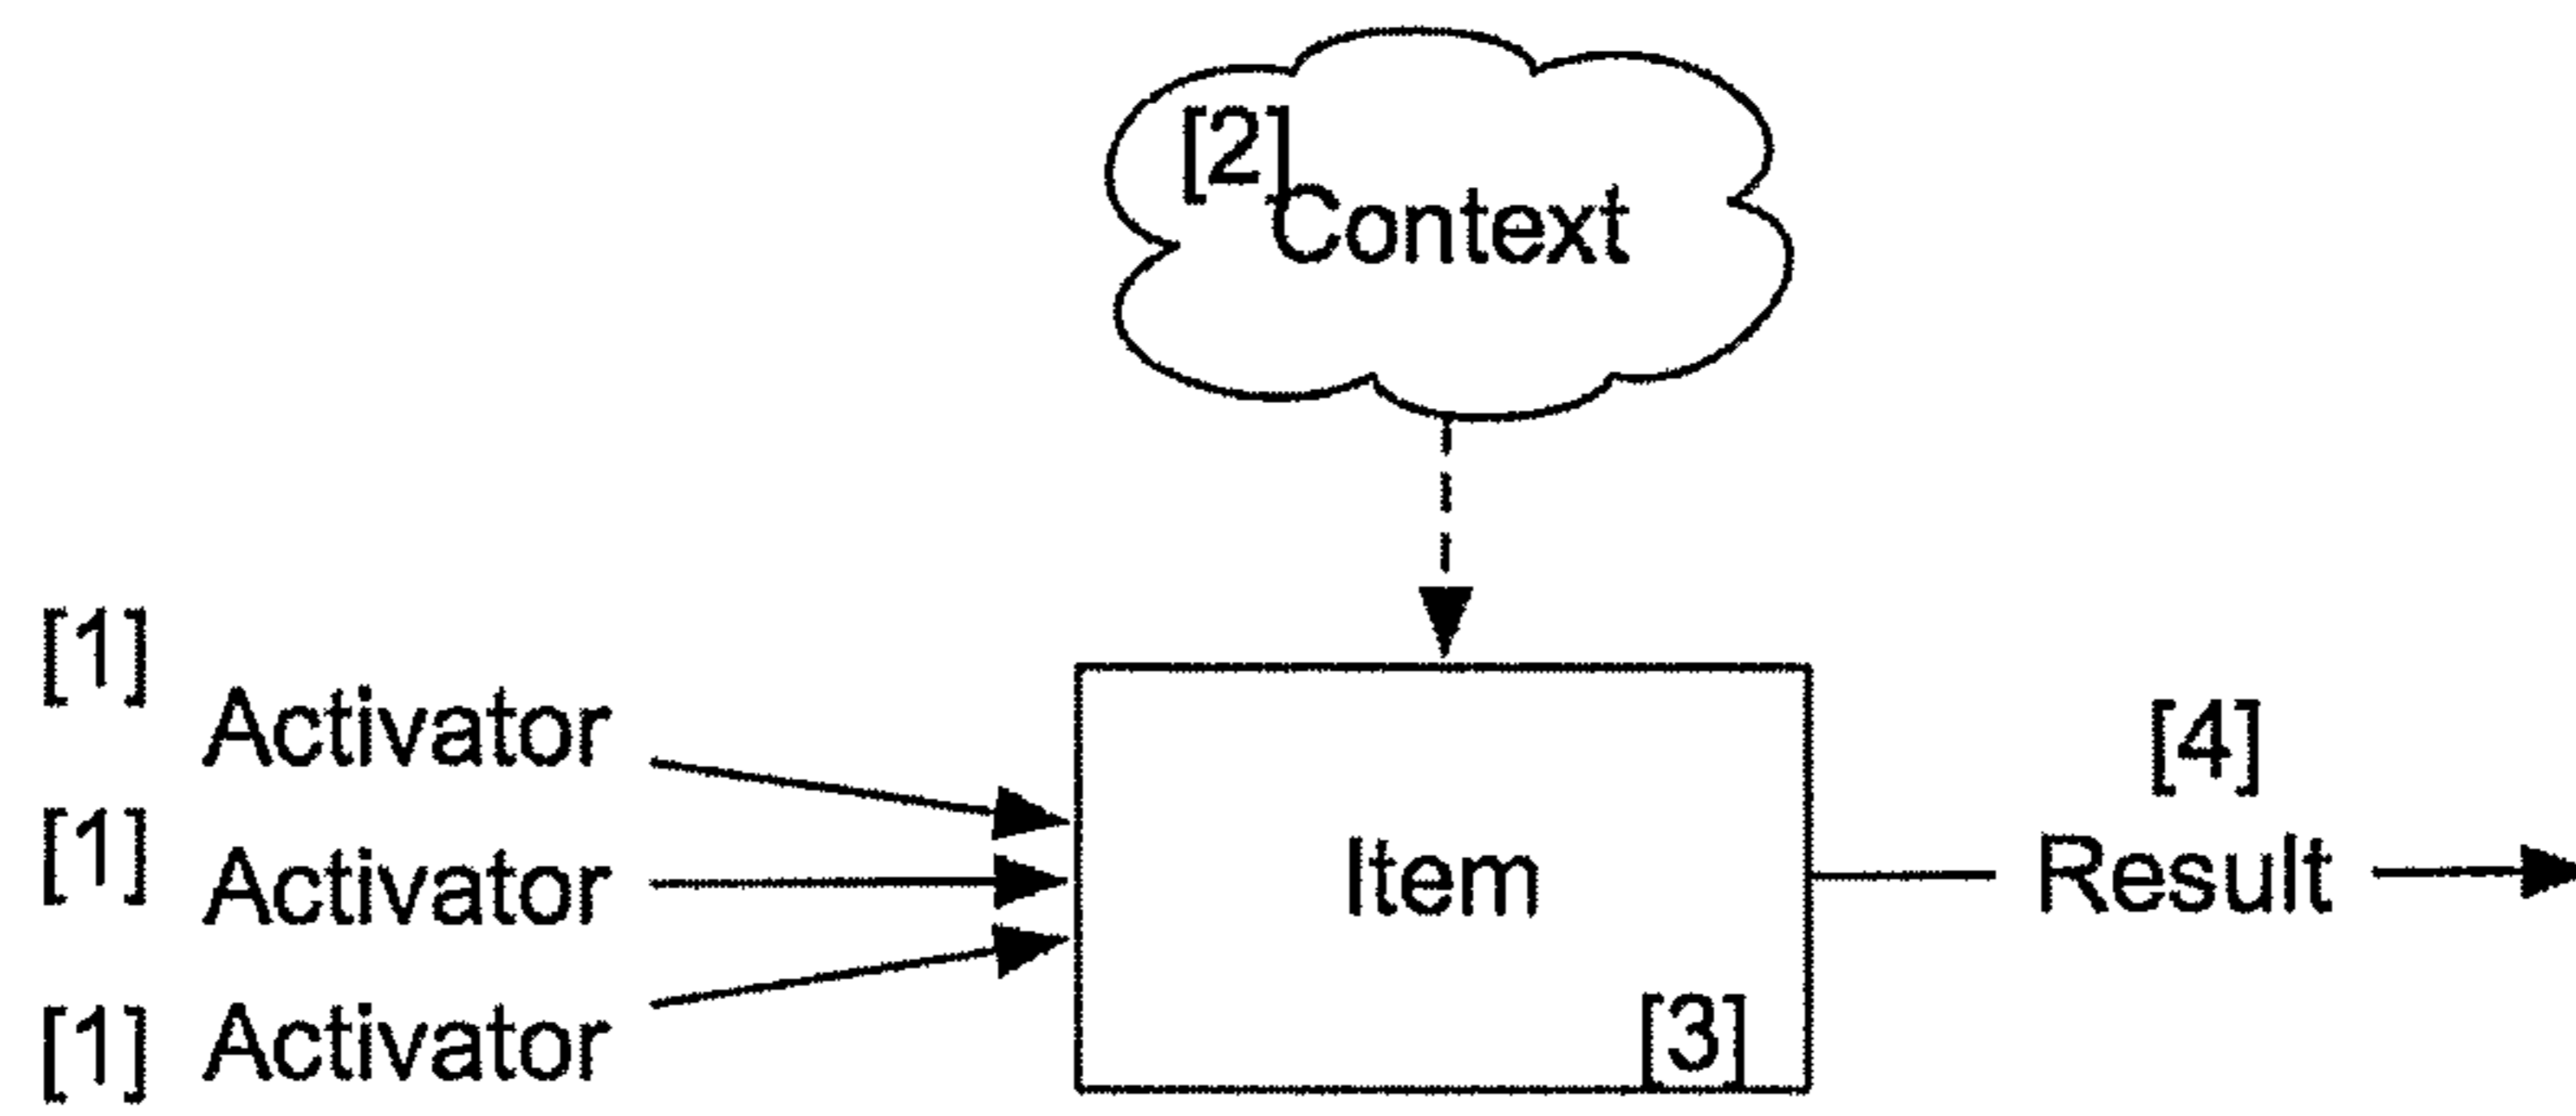 [2]
Context
[1]
Activator
[1]
Activator
[1] Activator
Item
[3]
[4]
Result